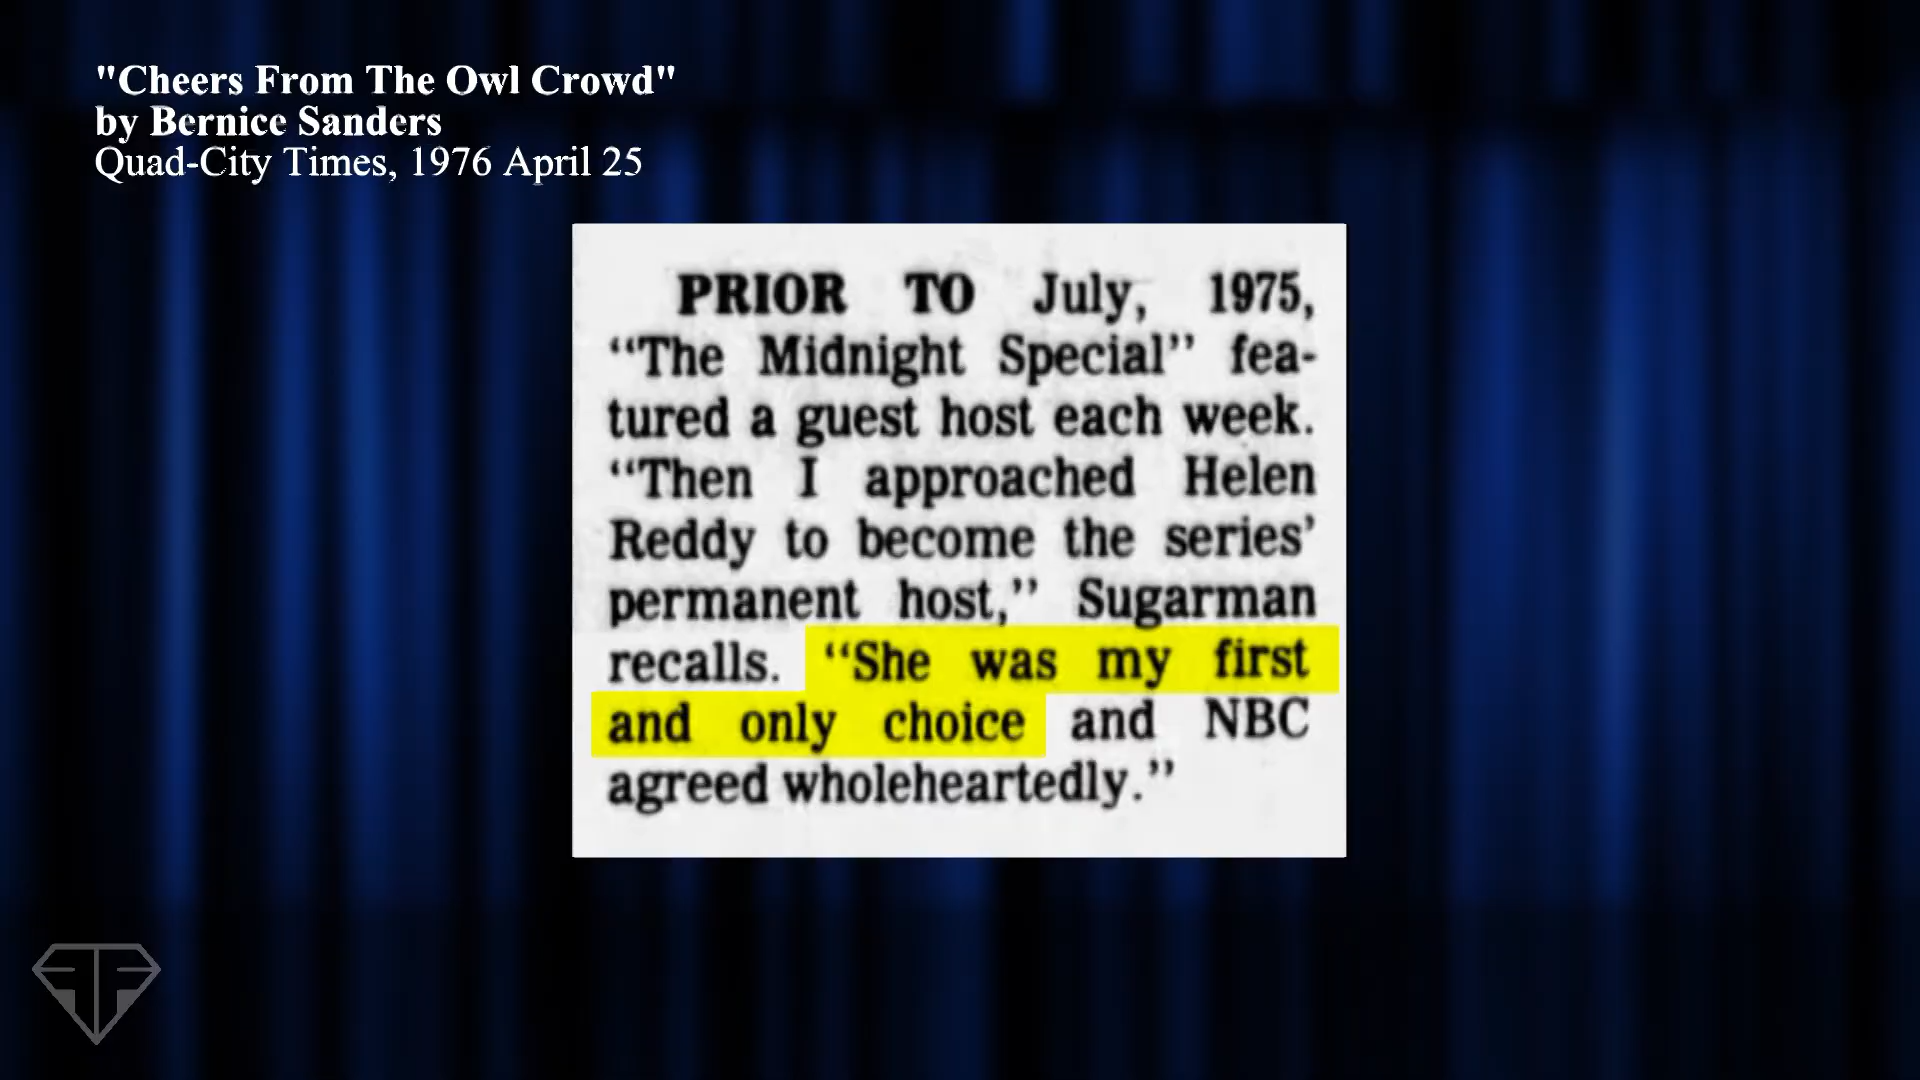 "Cheers From The Owl Crowd"
by Bernice Sanders
Quad-City Times, 1976 April 25
PRIOR TO July, 1975,
“The Midnight Special” fea-
tured a guest host each week.
“Then I approached Helen
Reddy to become the series’
permanent host,” Sugarman
recalls. “She was my first
and only choice and NBC
agreed wholeheartedly.”